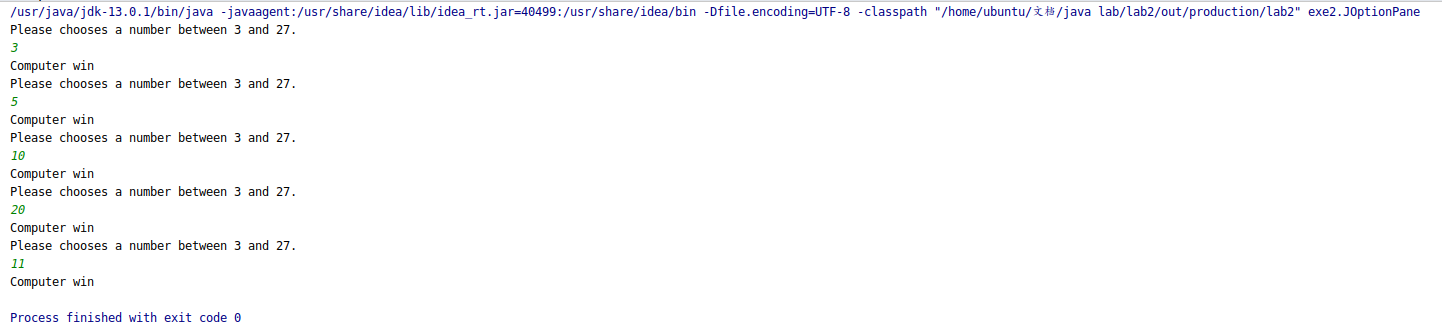 /usr/java/jdk-13.0.1/bin/java -javaagent:/usr/share/idea/lib/idea_rt.jar=40499:/usr/share/idea/bin -Dfile.encoding=UTF-8 -classpath "/home/ubuntu/文档/java lab/lab2/out/production/lab2" exe2.JOptionPane
Please chooses a number between 3 and 27.
3
Computer win
Please chooses a number between 3 and 27.
5
Computer win
Please chooses a number between 3 and 27.
10
Computer win
Please chooses a number between 3 and 27.
20
Computer win
Please chooses a number between 3 and 27.
11
Computer win
Process finished with exit code 0